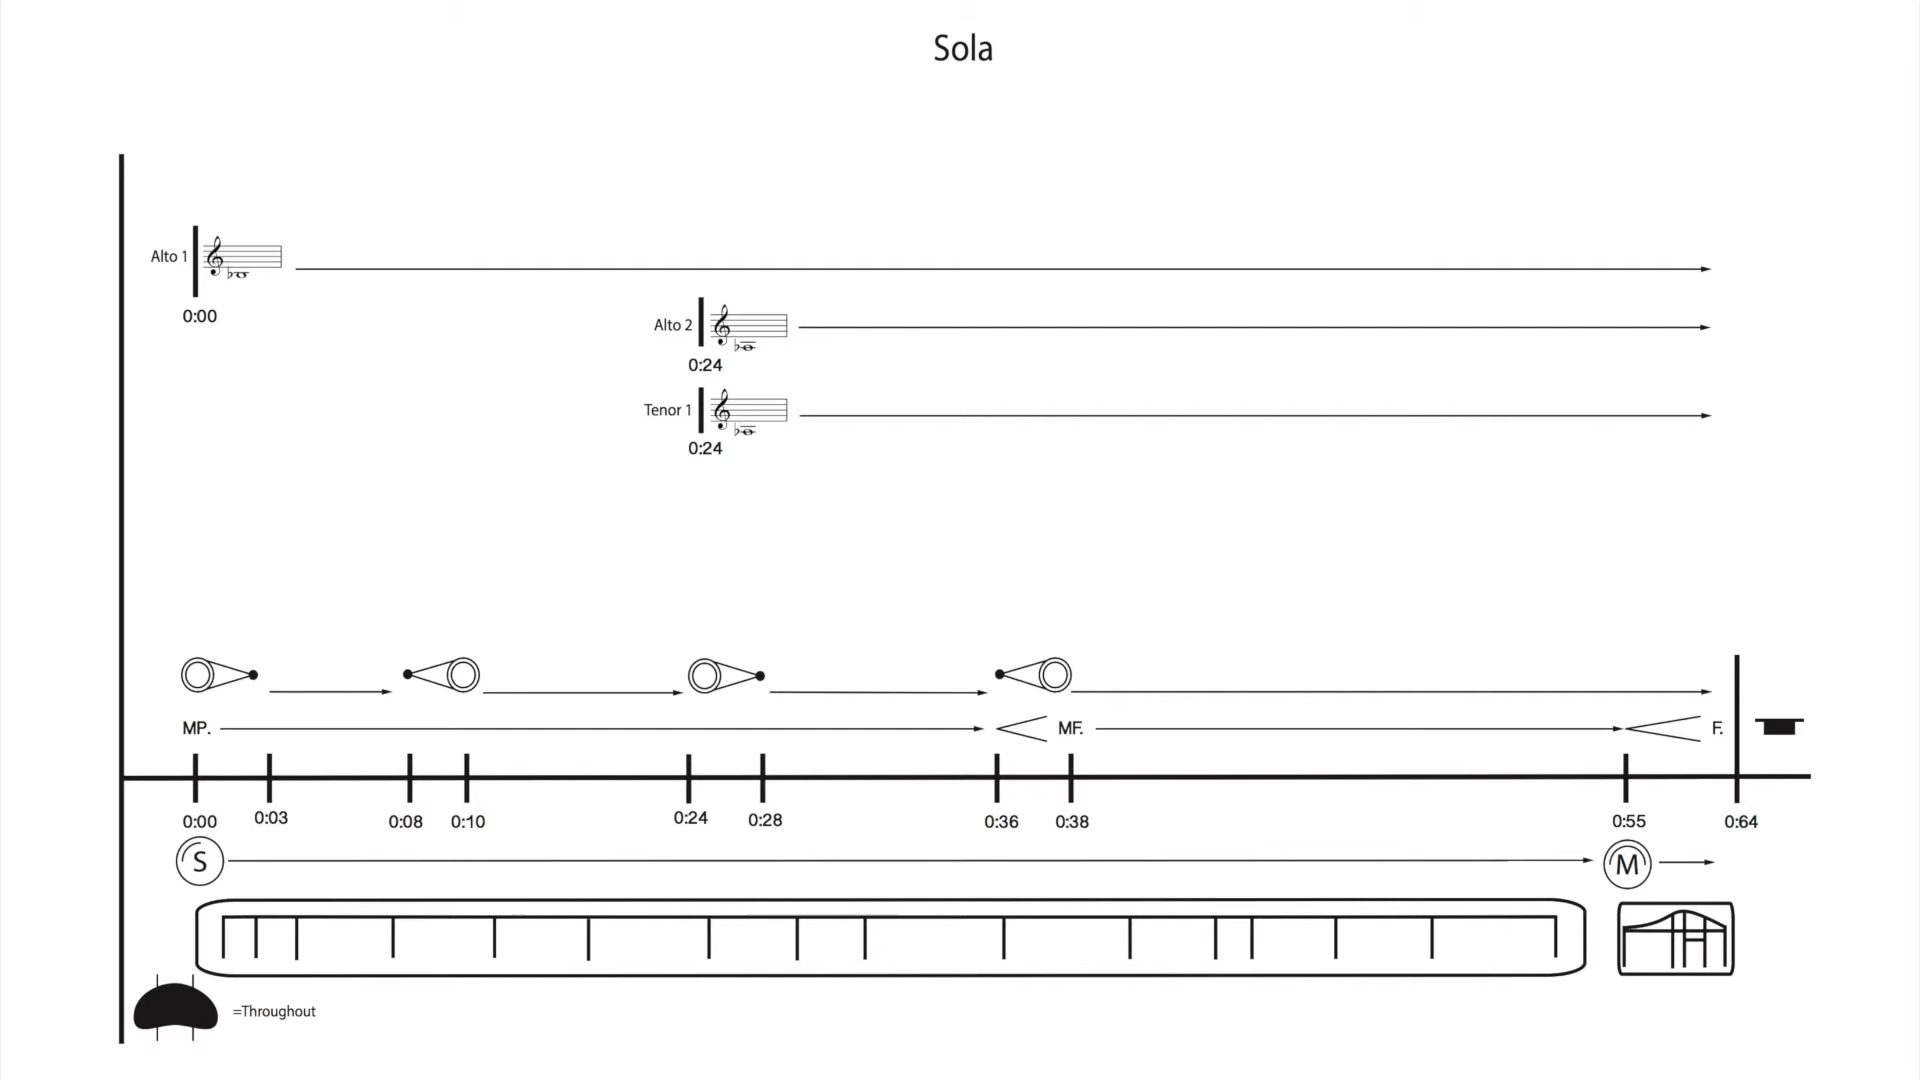 Sola
Alto 1
0:00
Alto 2
0:24
Tenor 1
0:24
MP. MF. F.
0:00 0:03 0:08 0:10 0:24 0:28 0:36 0:38 0:55 0:64
S M
=Throughout